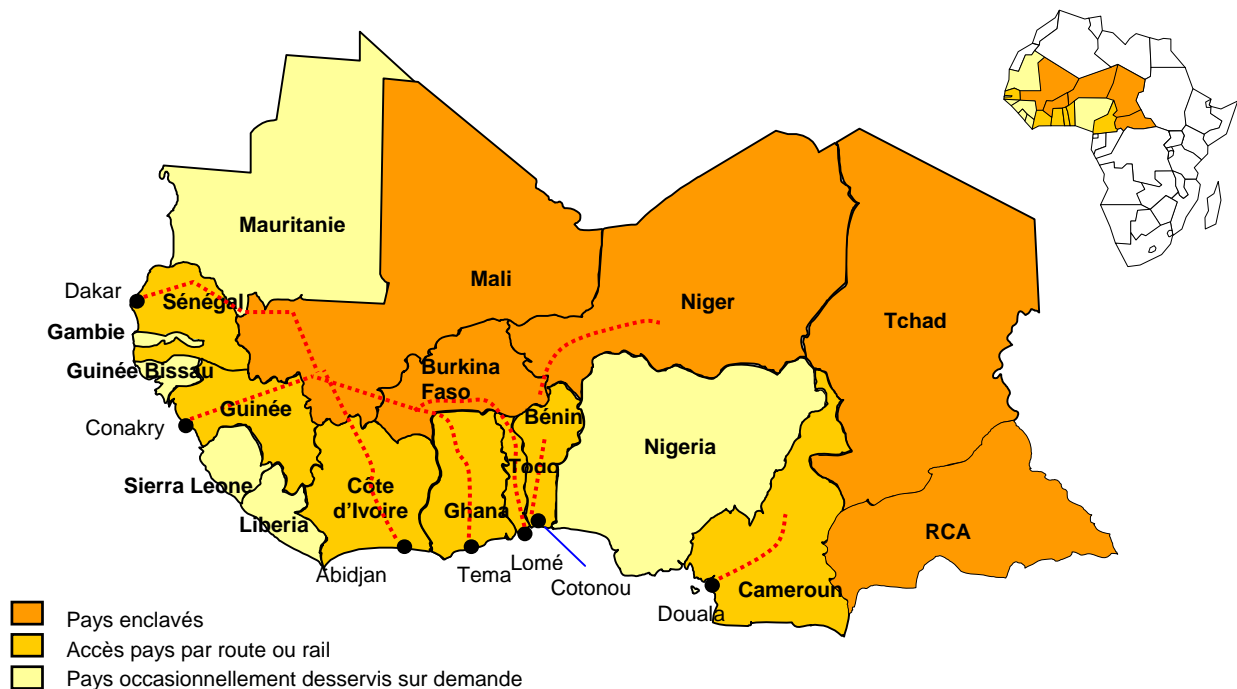 Mauritanie
Mali
Niger
Tchad
Dakar
Sénégal
Gambie
Guinée Bissau
Burkina
Faso
Guinée
Bénin
Conakry
Nigeria
Togo
Sierra Leone
Côte
d'Ivoire
Ghana
Liberia
RCA
Abidjan
Tema
Lomé
Cotonou
Douala
Cameroun
Pays enclavés
Accès pays par route ou rail
Pays occasionnellement desservis sur demande